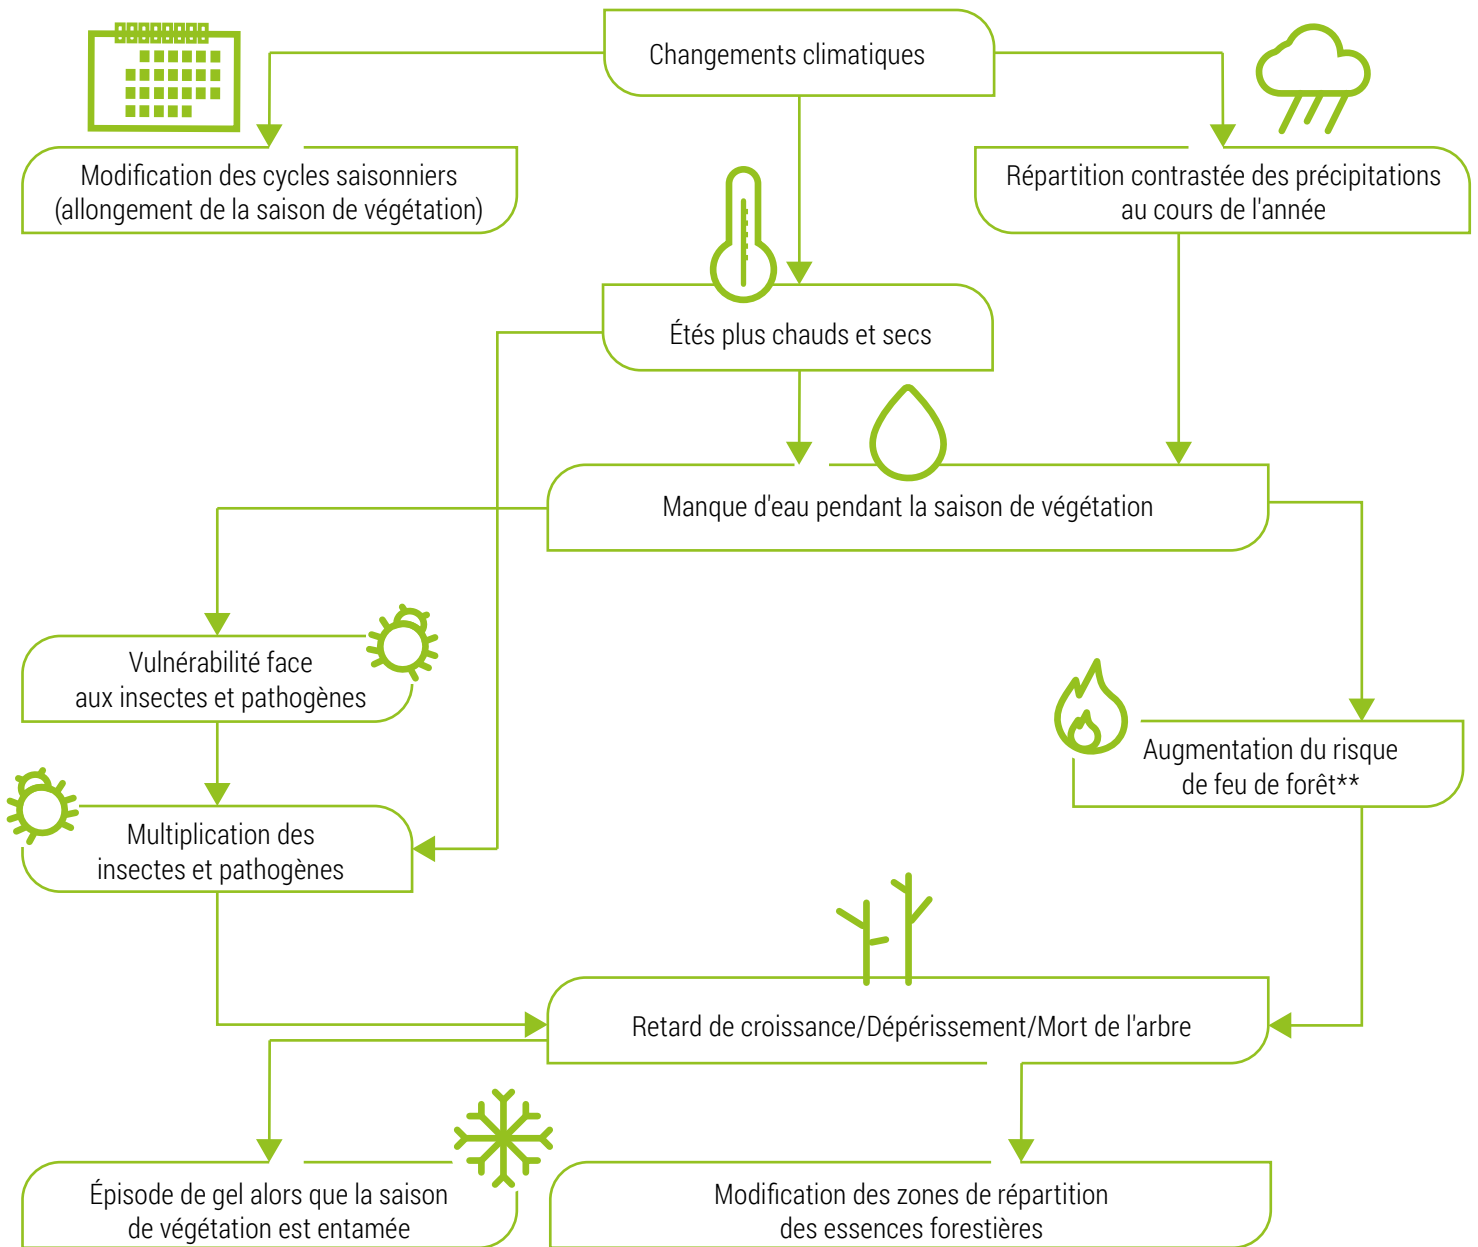 Changements climatiques
Modification des cycles saisonniers
(allongement de la saison de végétation)
Répartition contrastée des précipitations
au cours de l'année
Étés plus chauds et secs
Manque d'eau pendant la saison de végétation
Vulnérabilité face
aux insectes et pathogènes
Augmentation du risque
de feu de forêt**
Multiplication des
insectes et pathogènes
Retard de croissance/Dépérissement/Mort de l'arbre
Épisode de gel alors que la saison
de végétation est entamée
Modification des zones de répartition
des essences forestières